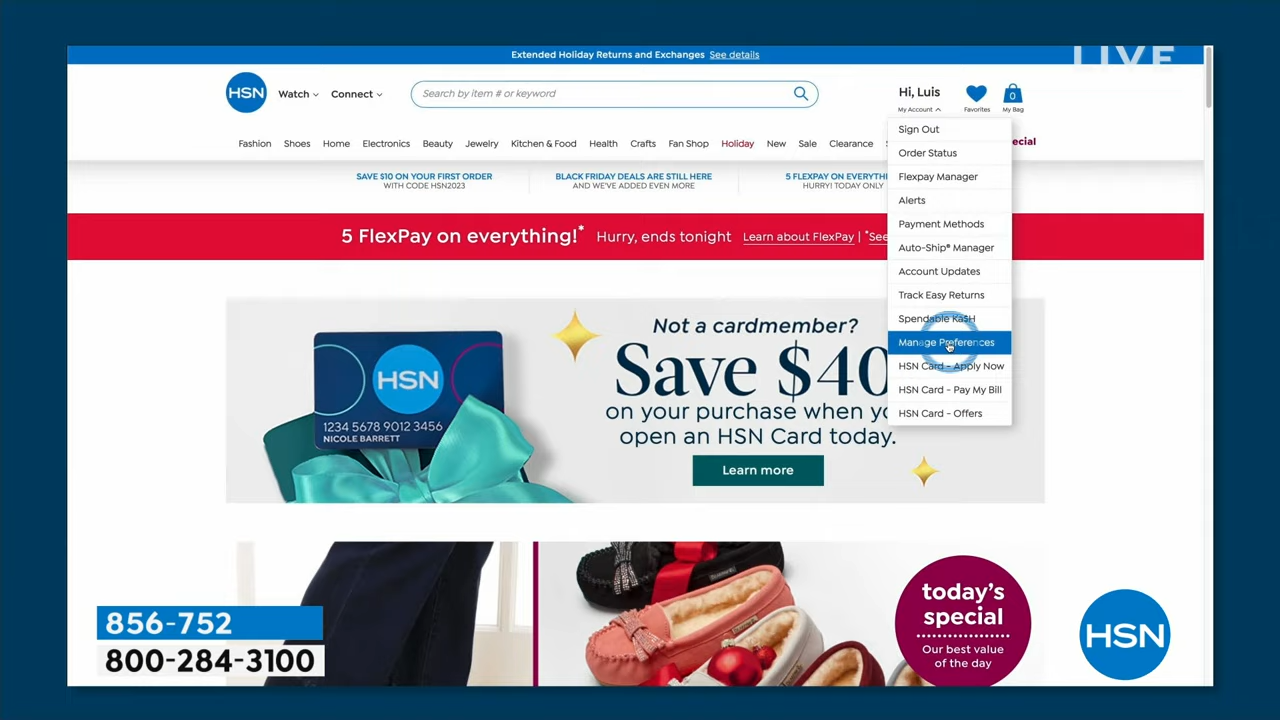 Extended Holiday Returns and Exchanges See details
LIVE
HSN
Watch
Connect
Search by item # or keyword
Hi, Luis
My Account
Favorites
0
My Bag
Fashion Shoes Home Electronics Beauty Jewelry Kitchen & Food Health Crafts Fan Shop Holiday New Sale Clearance
ecial
Sign Out
Order Status
Flexpay Manager
Alerts
Payment Methods
Auto-Ship® Manager
Account Updates
Track Easy Returns
Spendable Ka$H
Manage Preferences
HSN Card - Apply Now
HSN Card - Pay My Bill
HSN Card - Offers
SAVE $10 ON YOUR FIRST ORDER
WITH CODE HSN2023
BLACK FRIDAY DEALS ARE STILL HERE
AND WE'VE ADDED EVEN MORE
5 FLEXPAY ON EVERYTHI
HURRY! TODAY ONLY
5 FlexPay on everything!* Hurry, ends tonight Learn about FlexPay | *See
HSN
1234 5678 9012 3456
NICOLE BARRETT
Not a cardmember?
Save $40
on your purchase when yo
open an HSN Card today.
Learn more
today's
special
Our best value
of the day
856-752
800-284-3100
HSN